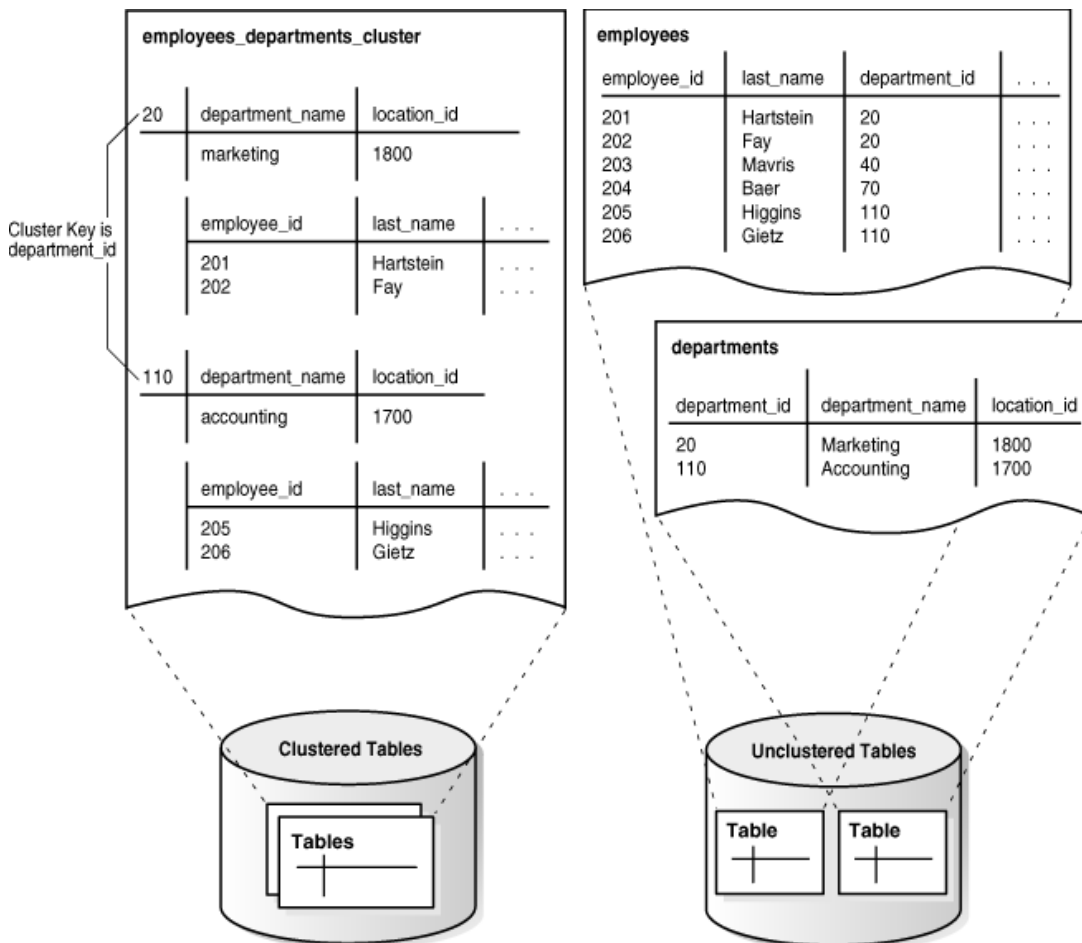 employees_departments_cluster
20 department_name location_id
marketing 1800
employee_id last_name . . .
201 Hartstein . . .
202 Fay . . .
Cluster Key is
department_id
110 department_name location_id
accounting 1700
employee_id last_name . . .
205 Higgins . . .
206 Gietz . . .
employees
employee_id last_name department_id . . .
201 Hartstein 20 . . .
202 Fay 20 . . .
203 Mavris 40 . . .
204 Baer 70 . . .
205 Higgins 110 . . .
206 Gietz 110 . . .
departments
department_id department_name location_id
20 Marketing 1800
110 Accounting 1700
Clustered Tables
Tables
Unclustered Tables
Table
Table